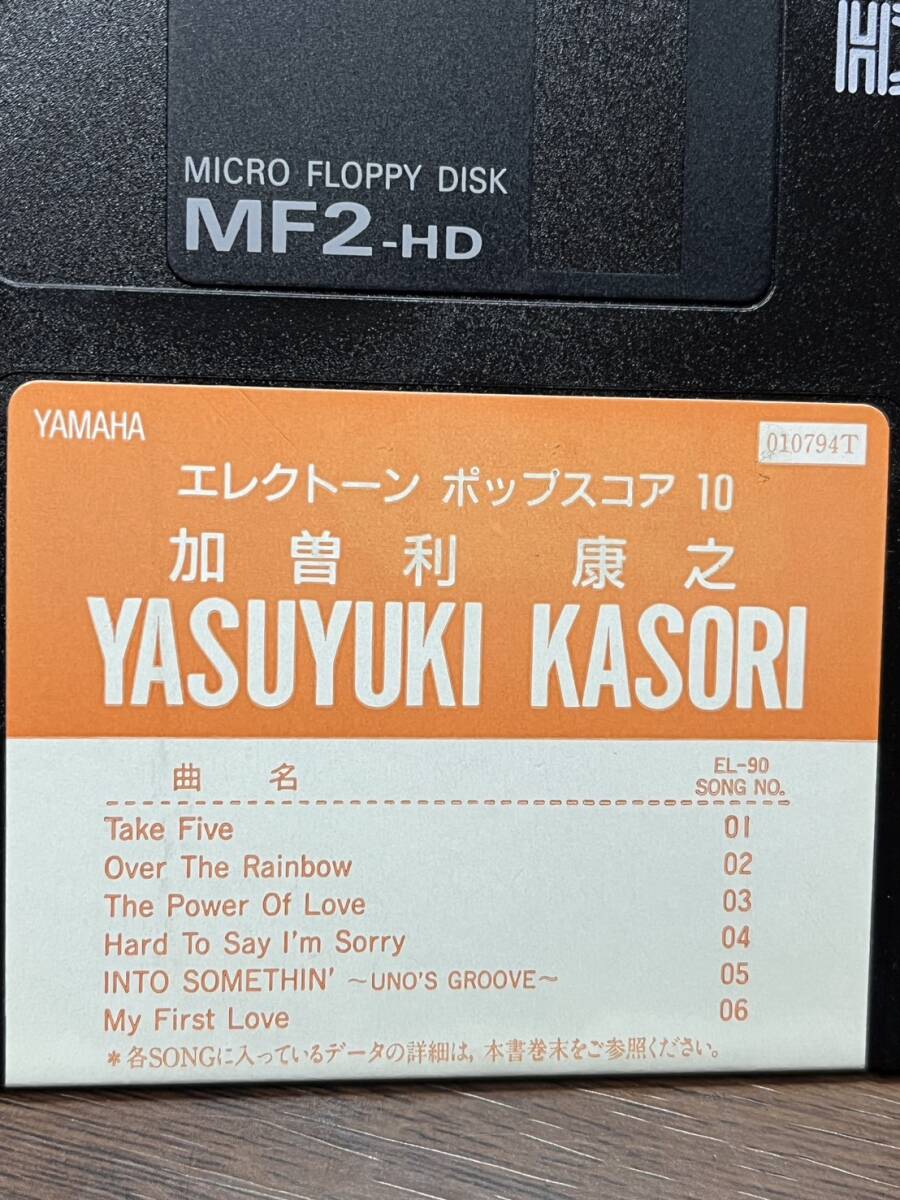 MICRO FLOPPY DISK
MF2-HD
YAMAHA
010794T
エレクトーン ポップスコア 10
加曽利 康之
YASUYUKI KASORI
曲名 EL-90 SONG NO.
Take Five 01
Over The Rainbow 02
The Power Of Love 03
Hard To Say I'm Sorry 04
INTO SOMETHIN' ～UNO'S GROOVE～ 05
My First Love 06
*各SONGに入っているデータの詳細は,本書巻末をご参照ください。